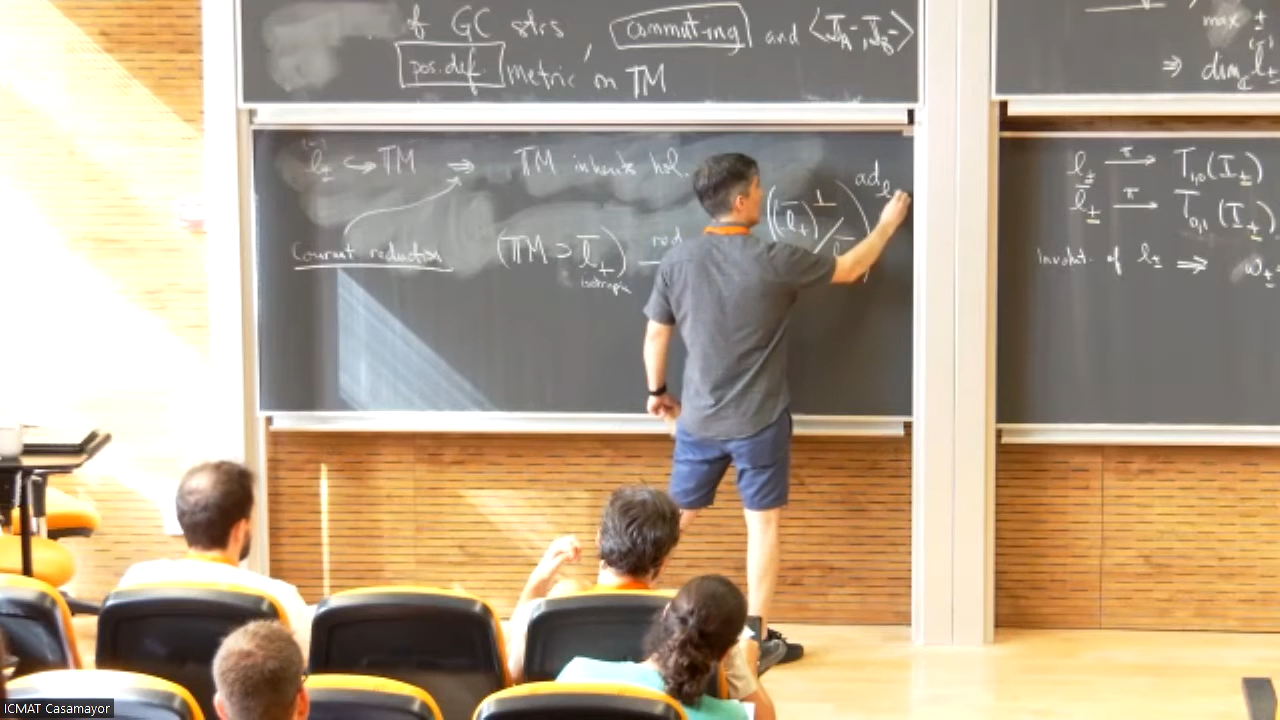 of GC strs, commuting and ⟨𝕁_A-, 𝕁_B-⟩
pos. def. metric on 𝕋M
ℓ_± ↪ 𝕋M ⇒ 𝕋M inherits hol.
Courant reduction (𝕋M ⊃ ℓ̄_±) red ((ℓ̄_±)^⊥ / ℓ̄) ad_ℓ
isotropic
max ±
⇒ dim_ℂ ℓ_±
ℓ_± —π→ T_{1,0}(I_±)
ℓ̄_± —π→ T_{0,1}(I_±)
involut. of ℓ_± ⇒ ω_±
ICMAT Casamayor